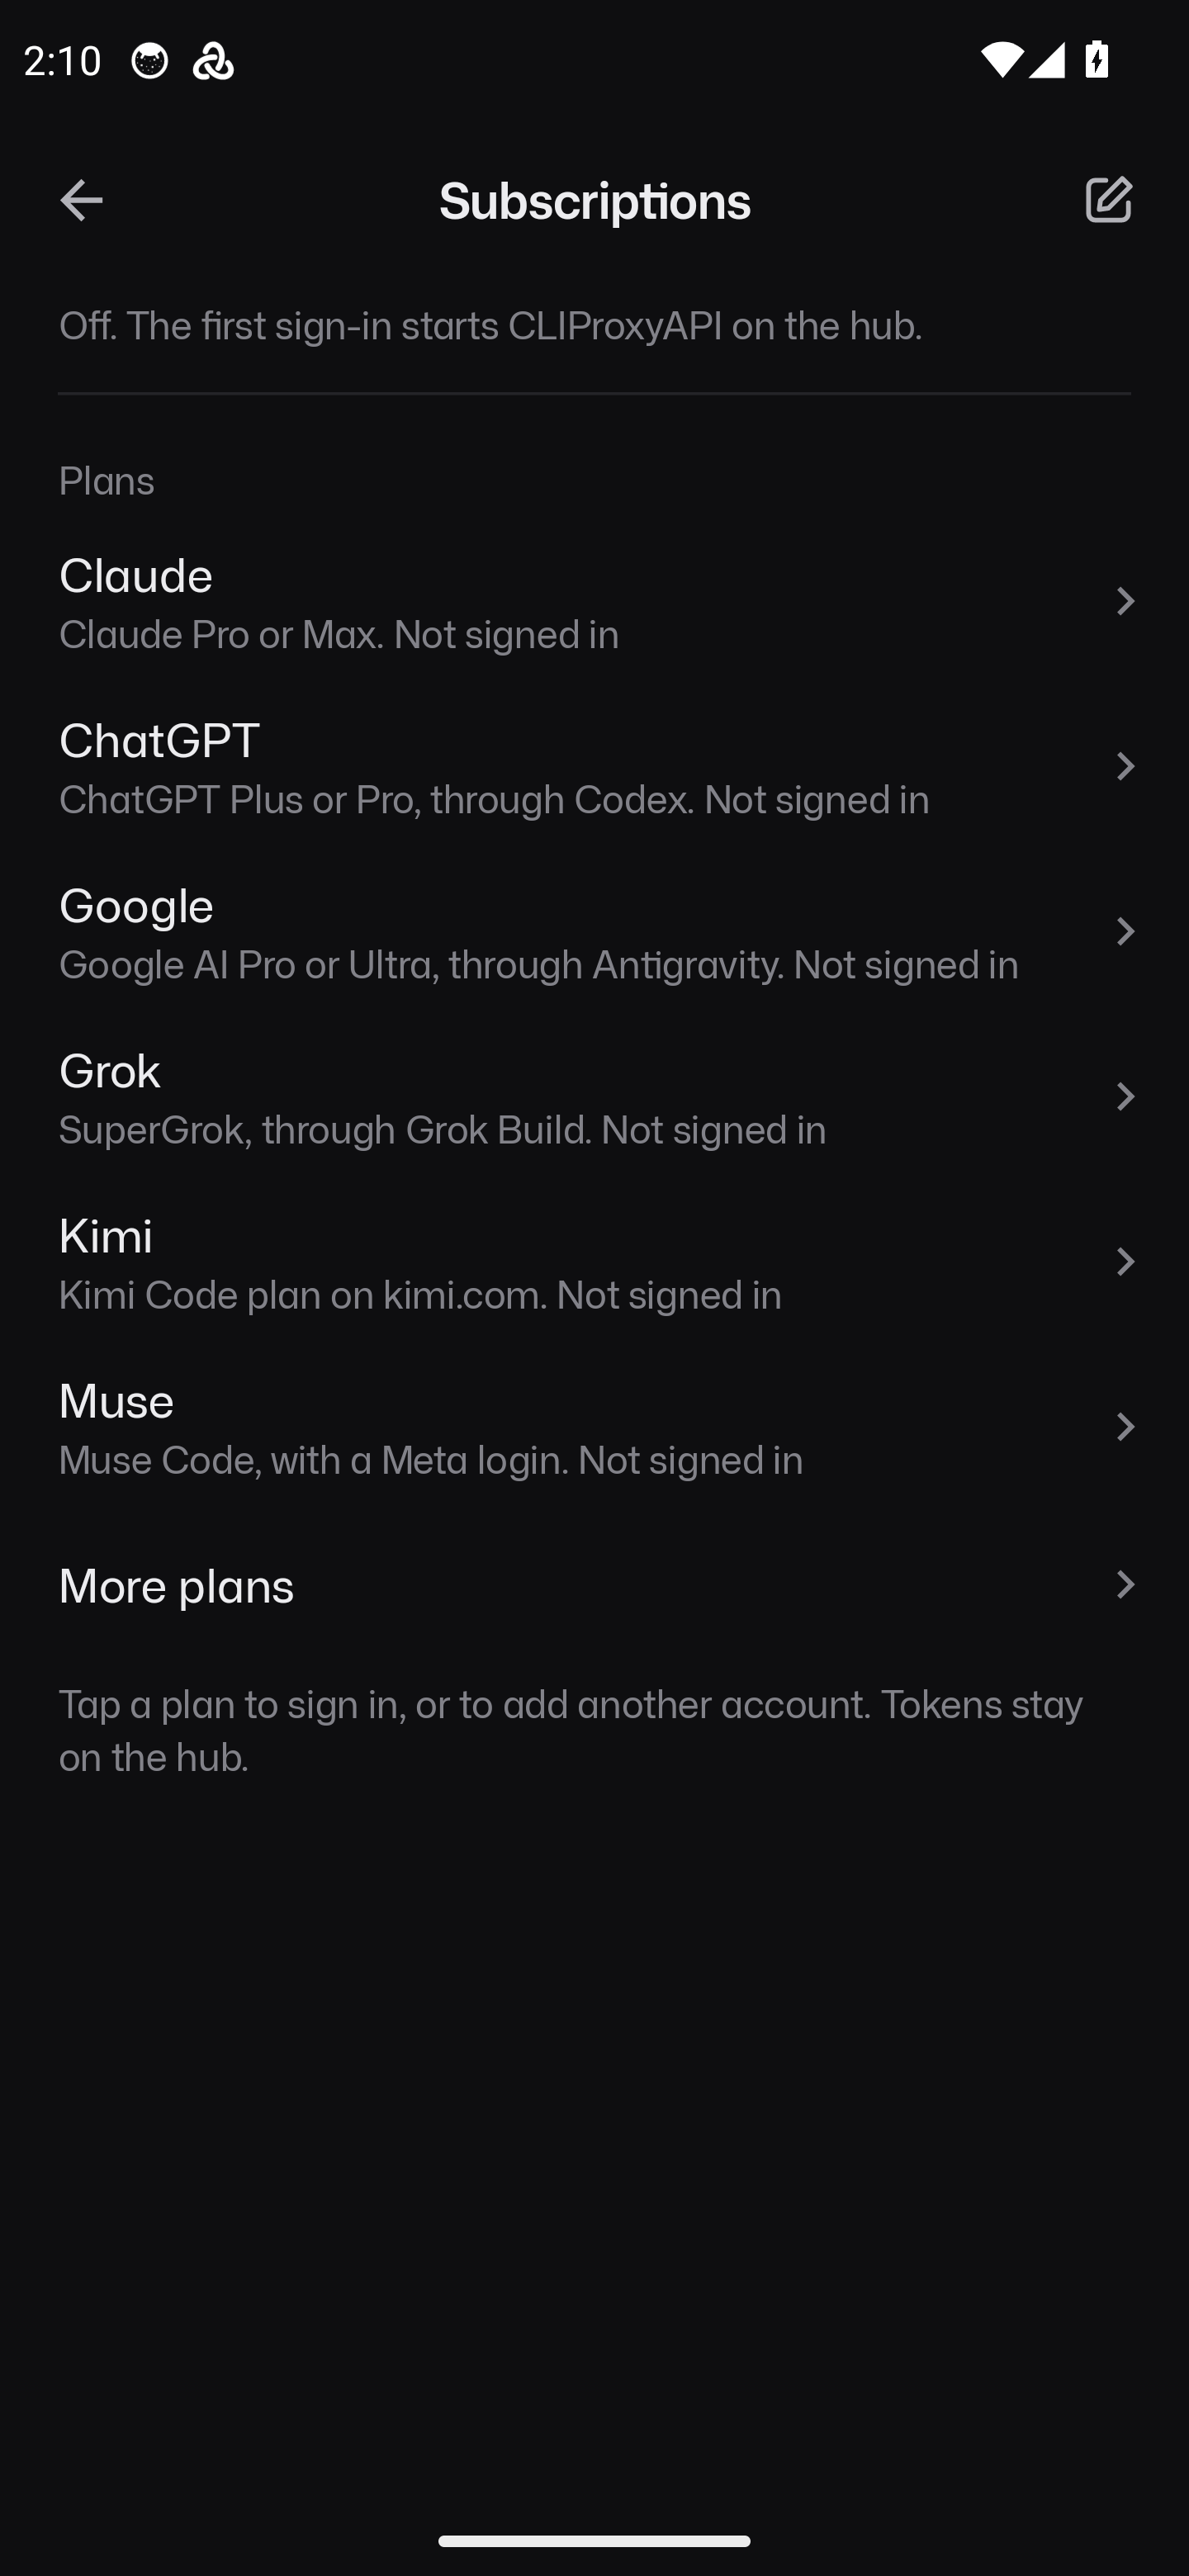 2:10
Subscriptions
Off. The first sign-in starts CLIProxyAPI on the hub.
Plans
Claude
Claude Pro or Max. Not signed in
ChatGPT
ChatGPT Plus or Pro, through Codex. Not signed in
Google
Google AI Pro or Ultra, through Antigravity. Not signed in
Grok
SuperGrok, through Grok Build. Not signed in
Kimi
Kimi Code plan on kimi.com. Not signed in
Muse
Muse Code, with a Meta login. Not signed in
More plans
Tap a plan to sign in, or to add another account. Tokens stay
on the hub.